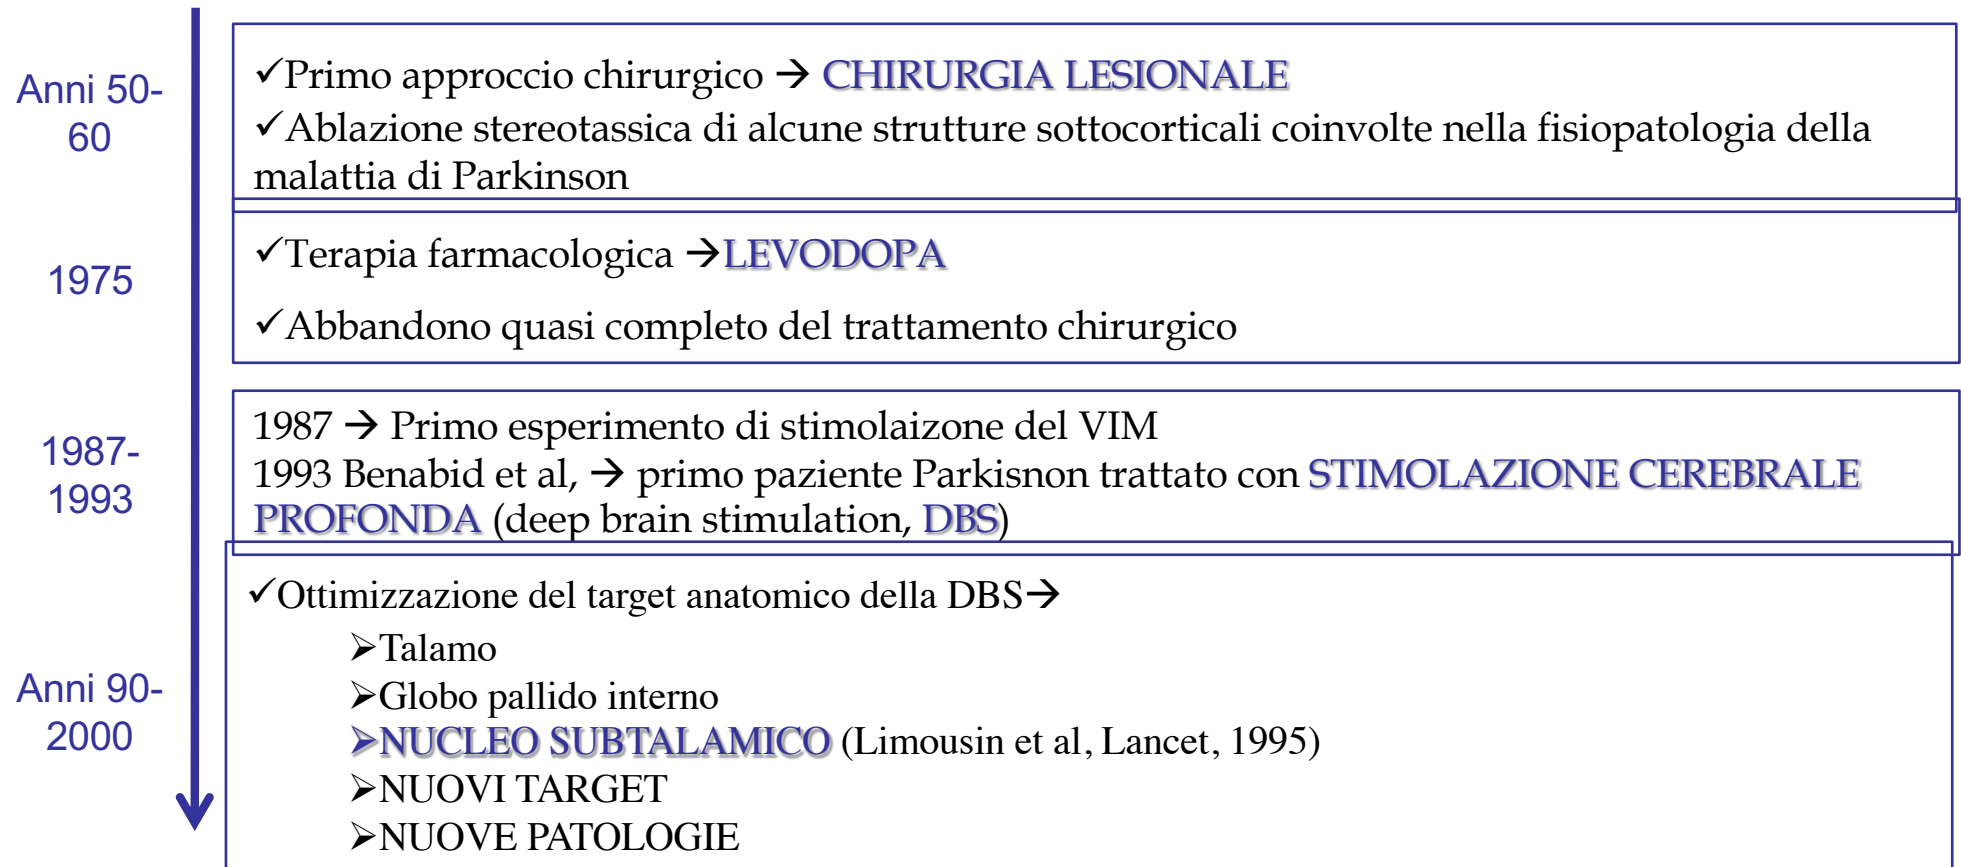 Anni 50-
60
✓Primo approccio chirurgico → CHIRURGIA LESIONALE
✓Ablazione stereotassica di alcune strutture sottocorticali coinvolte nella fisiopatologia della
malattia di Parkinson
1975
✓Terapia farmacologica →LEVODOPA
✓Abbandono quasi completo del trattamento chirurgico
1987-
1993
1987 → Primo esperimento di stimolaizone del VIM
1993 Benabid et al, → primo paziente Parkisnon trattato con STIMOLAZIONE CEREBRALE
PROFONDA (deep brain stimulation, DBS)
Anni 90-
2000
✓Ottimizzazione del target anatomico della DBS→
➢Talamo
➢Globo pallido interno
➢NUCLEO SUBTALAMICO (Limousin et al, Lancet, 1995)
➢NUOVI TARGET
➢NUOVE PATOLOGIE